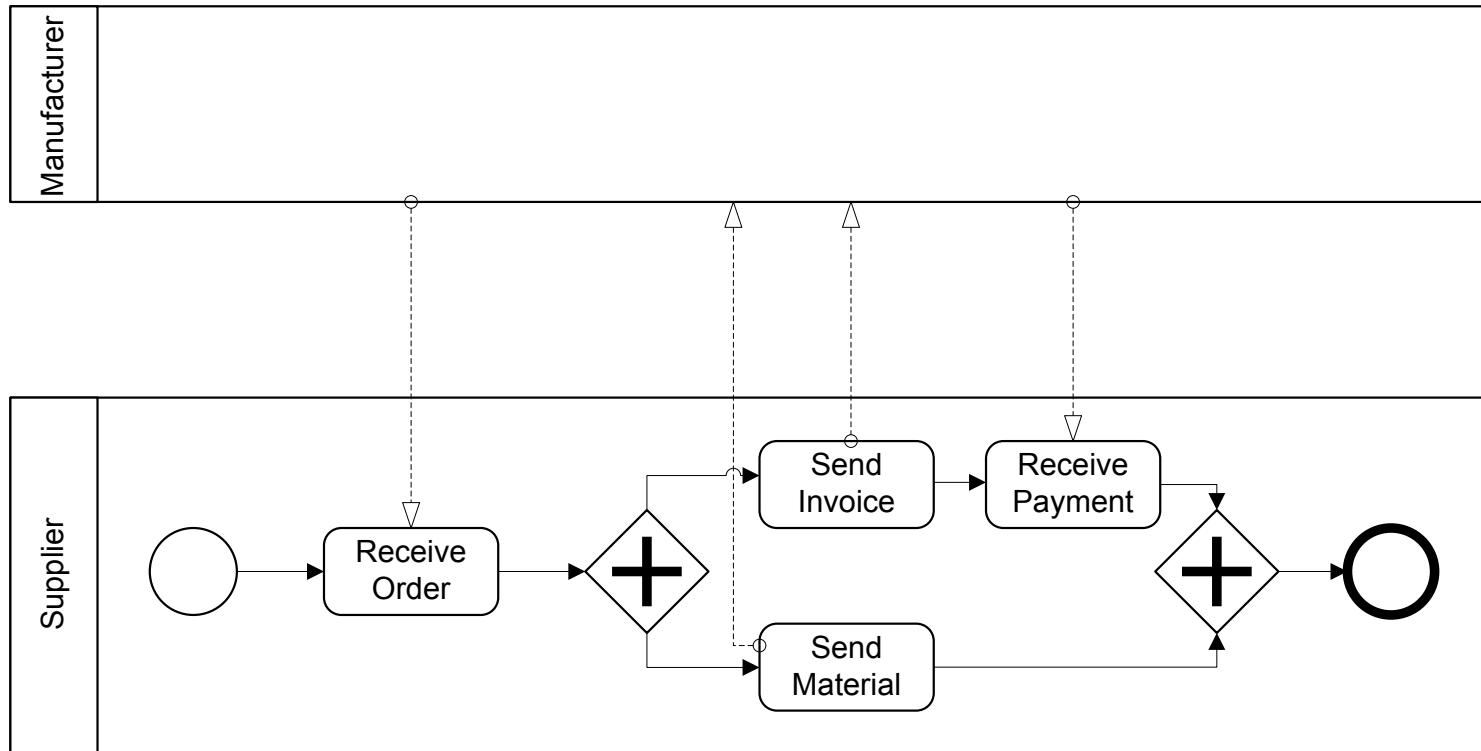 Manufacturer
Supplier
Receive
Order
Send
Invoice
Receive
Payment
Send
Material